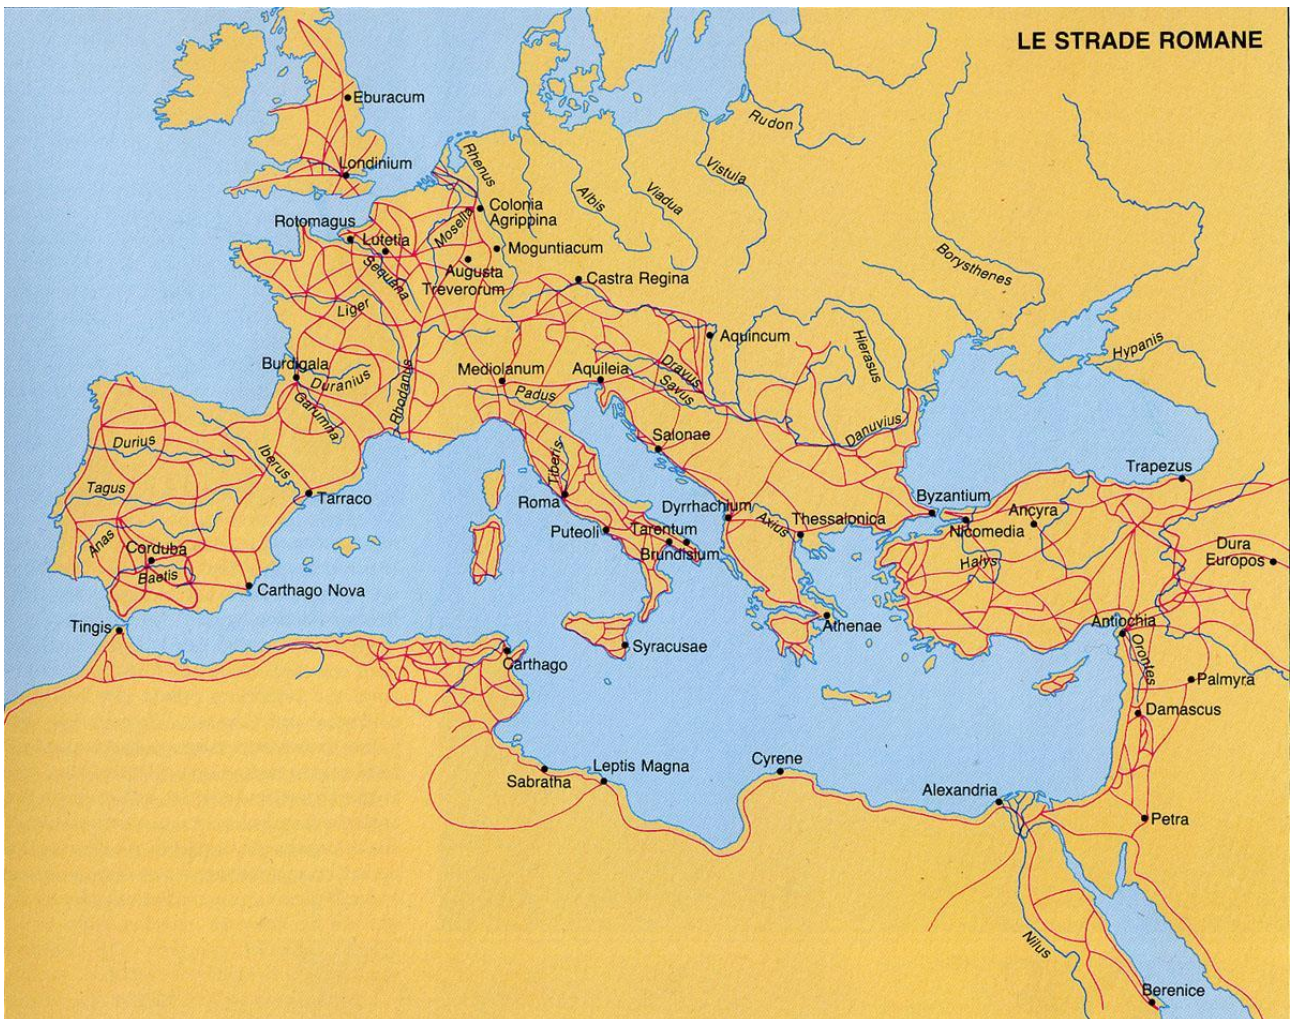 LE STRADE ROMANE
Eburacum
Londinium
Rudon
Rhenus
Vistula
Albis
Viadua
Colonia
Agrippina
Rotomagus
Lutetia
Mosella
Moguntiacum
Borysthenes
Sequana
Augusta
Treverorum
Castra Regina
Liger
Aquincum
Hierasus
Hypanis
Burdigala
Duranius
Rhodanus
Mediolanum
Aquileia
Dravus
Savus
Padus
Garumna
Danuvius
Durius
Iberus
Salonae
Tiberis
Trapezus
Tagus
Tarraco
Roma
Dyrrhachium
Byzantium
Ancyra
Puteoli
Tarentum
Axius
Thessalonica
Nicomedia
Anas
Corduba
Brundisium
Halys
Dura
Europos
Baetis
Carthago Nova
Tingis
Syracusae
Athenae
Antiochia
Carthago
Orontes
Palmyra
Damascus
Sabratha
Leptis Magna
Cyrene
Alexandria
Petra
Nilus
Berenice